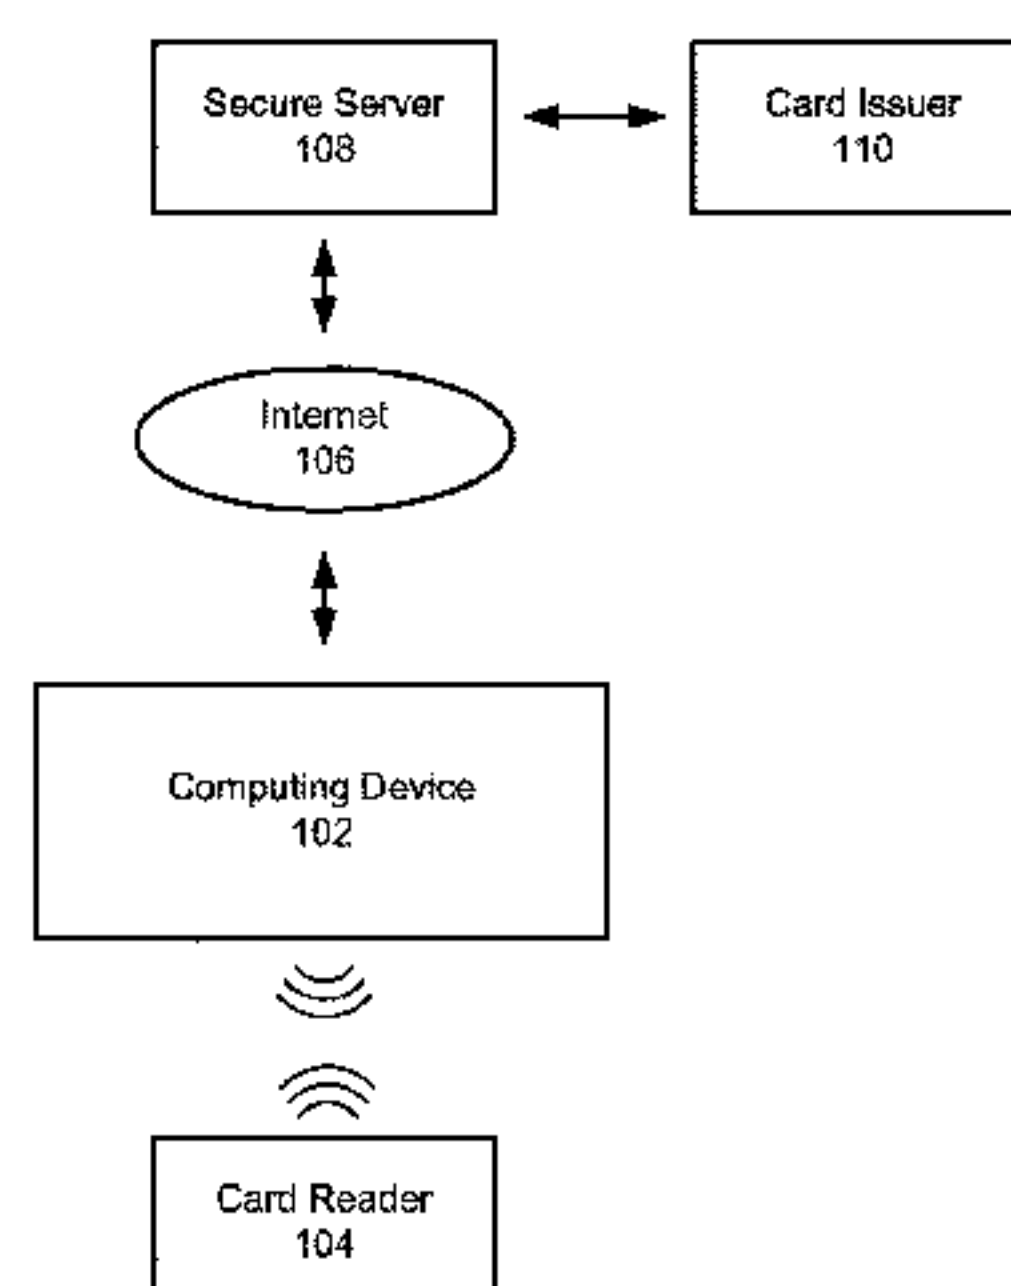 Secure Server
108
Card Issuer
110
Internet
106
Computing Device
102
Card Reader
104